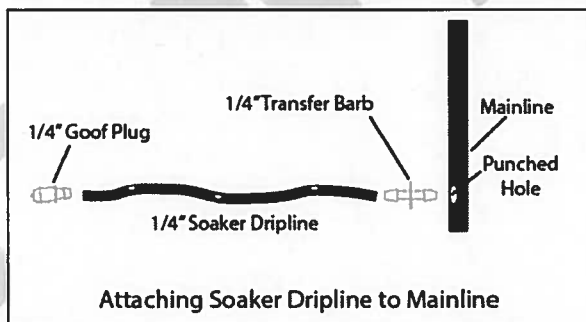 1/4" Transfer Barb
1/4" Goof Plug
Mainline
Punched
Hole
1/4" Soaker Dripline
Attaching Soaker Dripline to Mainline